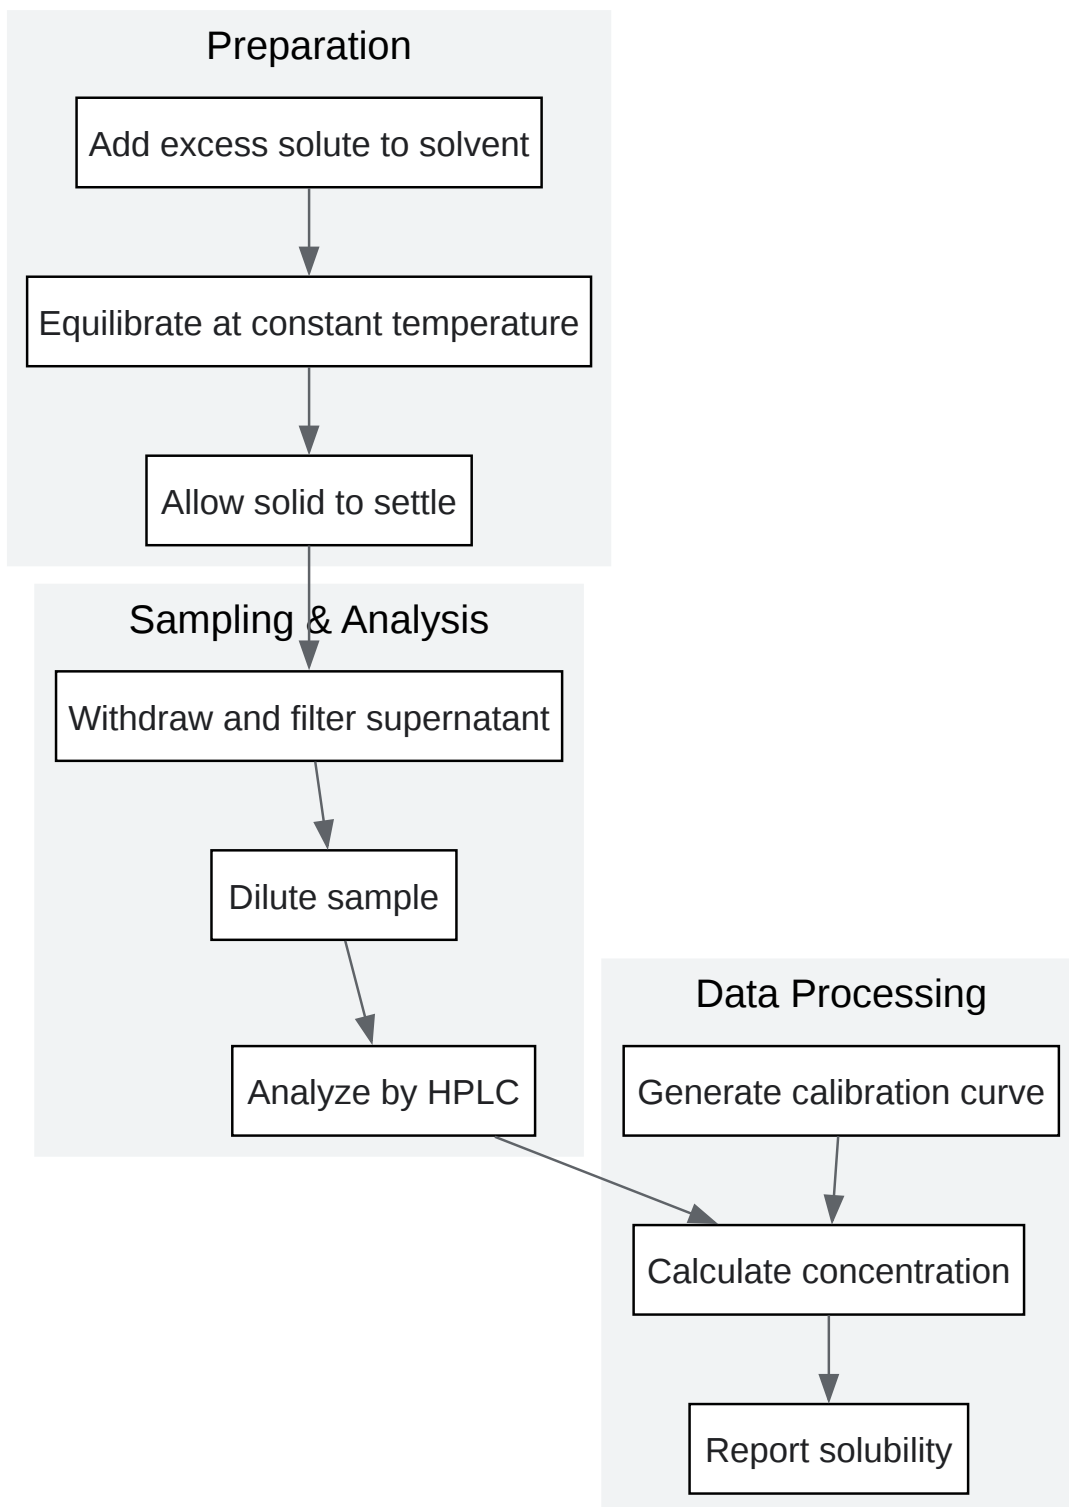 Preparation
Add excess solute to solvent
Equilibrate at constant temperature
Allow solid to settle
Sampling & Analysis
Withdraw and filter supernatant
Dilute sample
Analyze by HPLC
Data Processing
Generate calibration curve
Calculate concentration
Report solubility